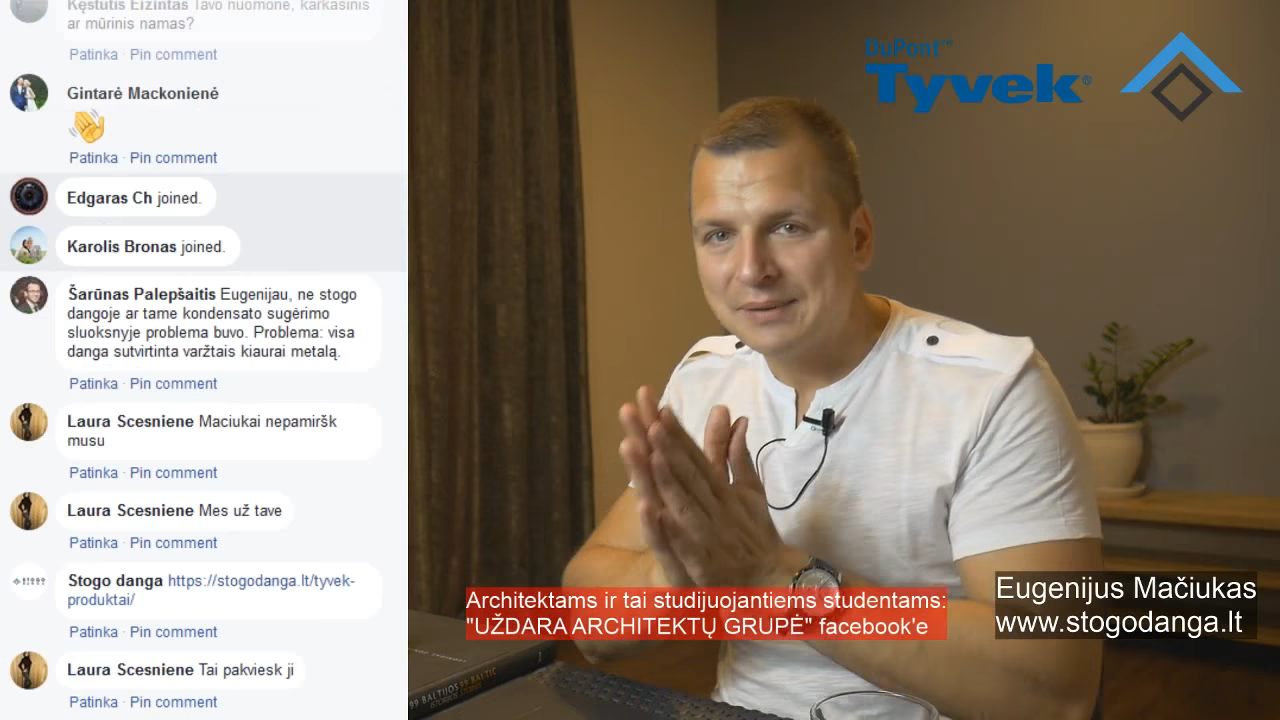 Kęstutis Eizintas Tavo nuomone, karkasinis
ar mūrinis namas?
Patinka · Pin comment
Gintarė Mackonienė
Patinka · Pin comment
Edgaras Ch joined.
Karolis Bronas joined.
Šarūnas Palepšaitis Eugenijau, ne stogo
dangoje ar tame kondensato sugėrimo
sluoksnyje problema buvo. Problema: visa
danga sutvirtinta varžtais kiaurai metalą.
Patinka · Pin comment
Laura Scesniene Maciukai nepamiršk
musu
Patinka · Pin comment
Laura Scesniene Mes už tave
Patinka · Pin comment
Stogo danga https://stogodanga.lt/tyvek-
produktai/
Patinka · Pin comment
Laura Scesniene Tai pakviesk ji
Patinka · Pin comment
DuPont™
Tyvek®
Architektams ir tai studijuojantiems studentams:
"UŽDARA ARCHITEKTŲ GRUPĖ" facebook'e
Eugenijus Mačiukas
www.stogodanga.lt
99 BALTIJOS 99 BALTIC